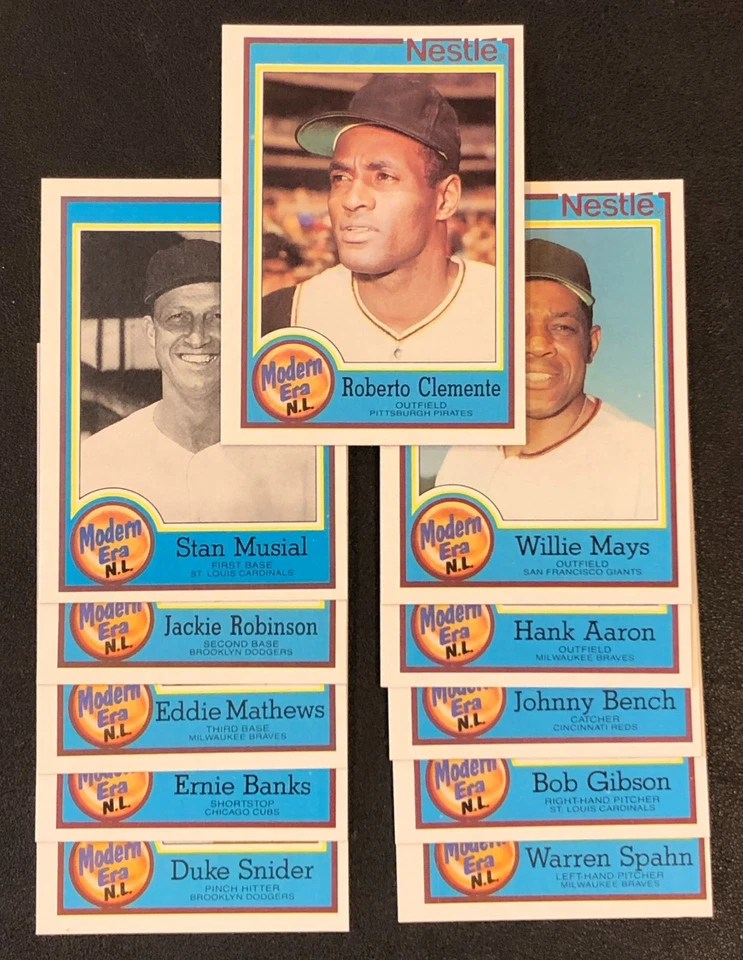 Nestlé
Modern
Era
N.L.
Roberto Clemente
OUTFIELD
PITTSBURGH PIRATES
Modern
Era
N.L.
Stan Musial
FIRST BASE
ST. LOUIS CARDINALS
Modern
Era
N.L.
Jackie Robinson
SECOND BASE
BROOKLYN DODGERS
Modern
Era
N.L.
Eddie Mathews
THIRD BASE
MILWAUKEE BRAVES
Modern
Era
N.L.
Ernie Banks
SHORTSTOP
CHICAGO CUBS
Modern
Era
N.L.
Duke Snider
PINCH HITTER
BROOKLYN DODGERS
Nestlé
Modern
Era
N.L.
Willie Mays
OUTFIELD
SAN FRANCISCO GIANTS
Modern
Era
N.L.
Hank Aaron
OUTFIELD
MILWAUKEE BRAVES
Modern
Era
N.L.
Johnny Bench
CATCHER
CINCINNATI REDS
Modern
Era
N.L.
Bob Gibson
RIGHT-HAND PITCHER
ST. LOUIS CARDINALS
Modern
Era
N.L.
Warren Spahn
LEFT-HAND PITCHER
MILWAUKEE BRAVES